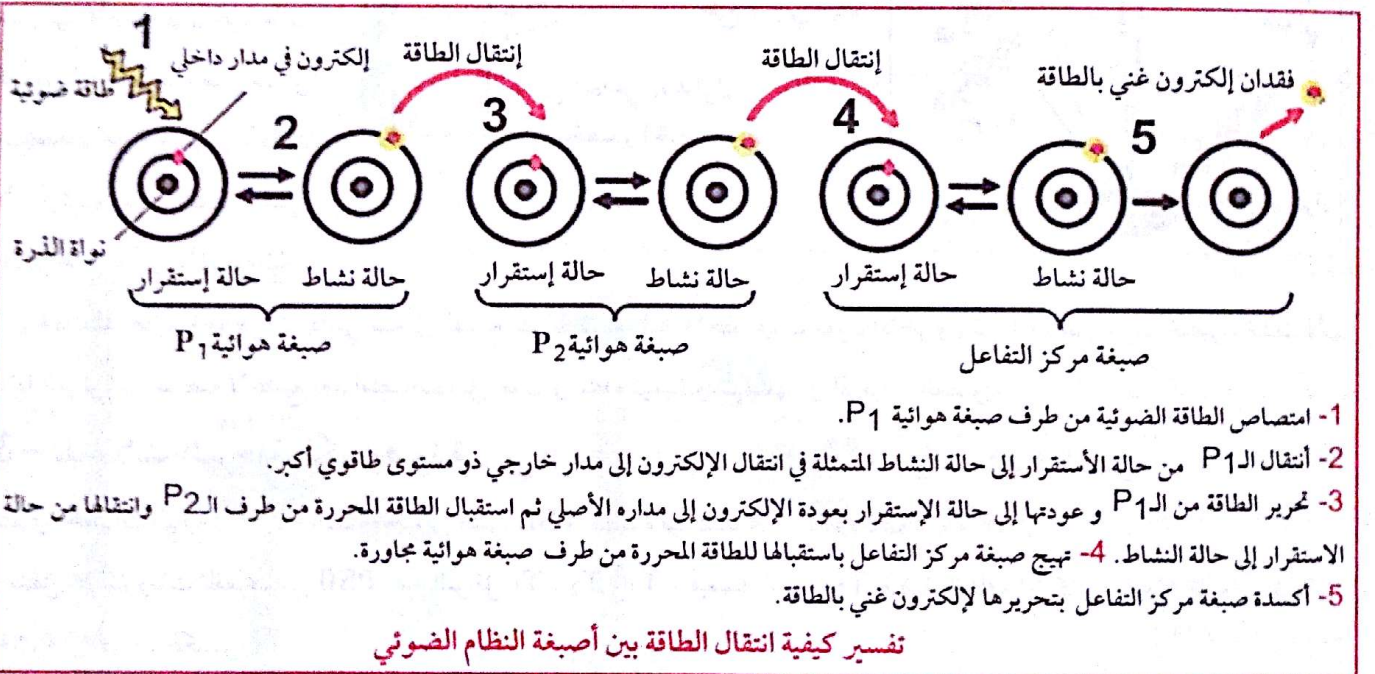 1
إلكترون في مدار داخلي
إنتقال الطاقة
إنتقال الطاقة
فقدان إلكترون غني بالطاقة
طاقة ضوئية
2
3
4
5
نواة الذرة
حالة إستقرار
حالة نشاط
حالة إستقرار
حالة نشاط
حالة إستقرار
حالة نشاط
صبغة هوائية P1
صبغة هوائية P2
صبغة مركز التفاعل
1- امتصاص الطاقة الضوئية من طرف صبغة هوائية P1.
2- أنتقال الـP1 من حالة الأستقرار إلى حالة النشاط المتمثلة في انتقال الإلكترون إلى مدار خارجي ذو مستوى طاقوي أكبر.
3- تحرير الطاقة من الـP1 و عودتها إلى حالة الإستقرار بعودة الإلكترون إلى مداره الأصلي ثم استقبال الطاقة المحررة من طرف الـP2 وانتقالها من حالة
الاستقرار إلى حالة النشاط. 4- تهيج صبغة مركز التفاعل باستقبالها للطاقة المحررة من طرف صبغة هوائية مجاورة.
5- أكسدة صبغة مركز التفاعل بتحريرها لإلكترون غني بالطاقة.
تفسير كيفية انتقال الطاقة بين أصبغة النظام الضوئي